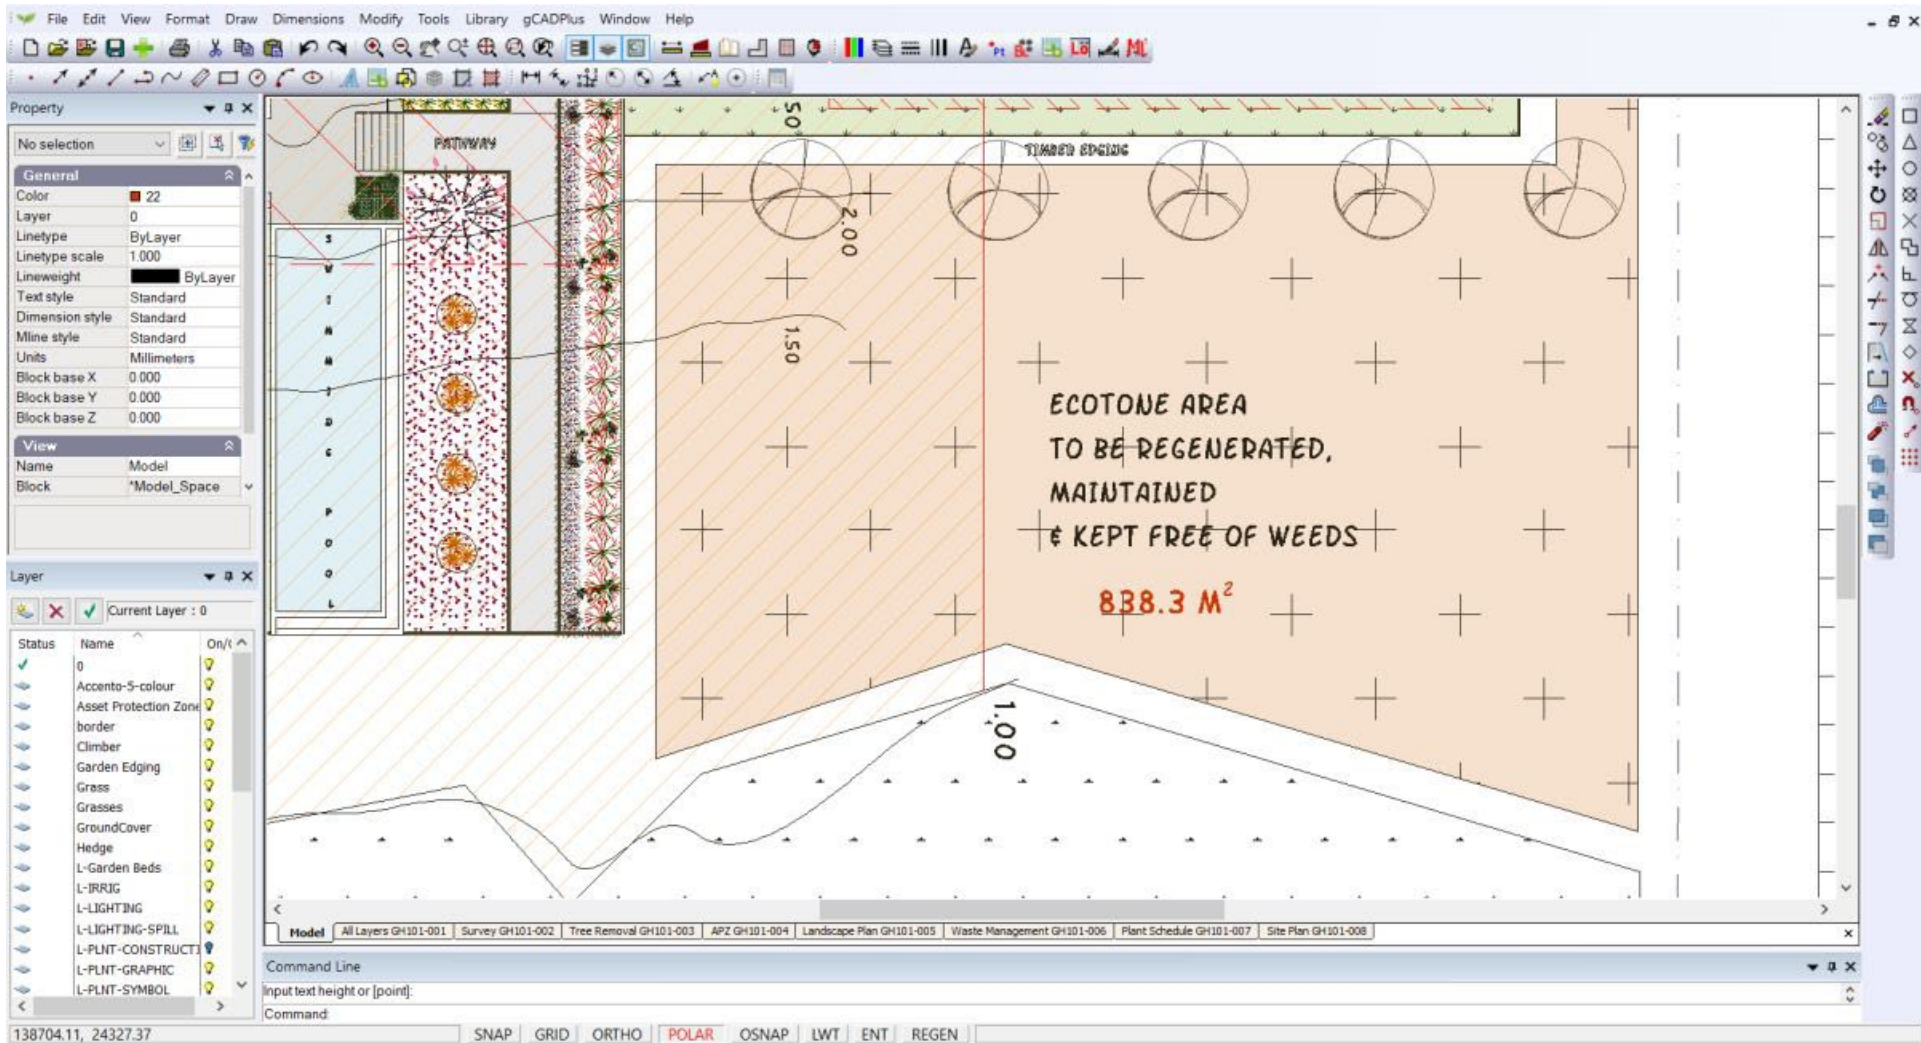 File Edit View Format Draw Dimensions Modify Tools Library gCADPlus Window Help
Property
No selection
General
Color 22
Layer 0
Linetype ByLayer
Linetype scale 1.000
Lineweight ByLayer
Text style Standard
Dimension style Standard
Mline style Standard
Units Millimeters
Block base X 0.000
Block base Y 0.000
Block base Z 0.000
View
Name Model
Block *Model_Space
Layer
Current Layer : 0
Status Name On/(
0
Accento-5-colour
Asset Protection Zone
border
Climber
Garden Edging
Grass
Grasses
GroundCover
Hedge
L-Garden Beds
L-IRRIG
L-LIGHTING
L-LIGHTING-SPILL
L-PLNT-CONSTRUCTI
L-PLNT-GRAPHIC
L-PLNT-SYMBOL
PATHWAY
50
TIMBER EDGING
2.00
1.50
ECOTONE AREA
TO BE REGENERATED,
MAINTAINED
& KEPT FREE OF WEEDS
838.3 M²
1.00
Model All Layers GH101-001 Survey GH101-002 Tree Removal GH101-003 APZ GH101-004 Landscape Plan GH101-005 Waste Management GH101-006 Plant Schedule GH101-007 Site Plan GH101-008
Command Line
Input text height or [point]:
Command:
138704.11, 24327.37 SNAP GRID ORTHO POLAR OSNAP LWT ENT REGEN